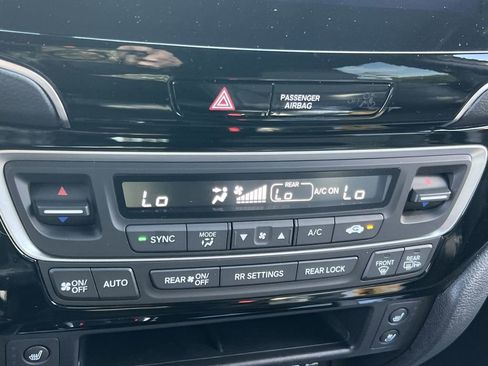 PASSENGER
AIRBAG
Lo REAR Lo A/C ON Lo
SYNC MODE A/C
ON/OFF AUTO REAR ON/OFF RR SETTINGS REAR LOCK FRONT REAR